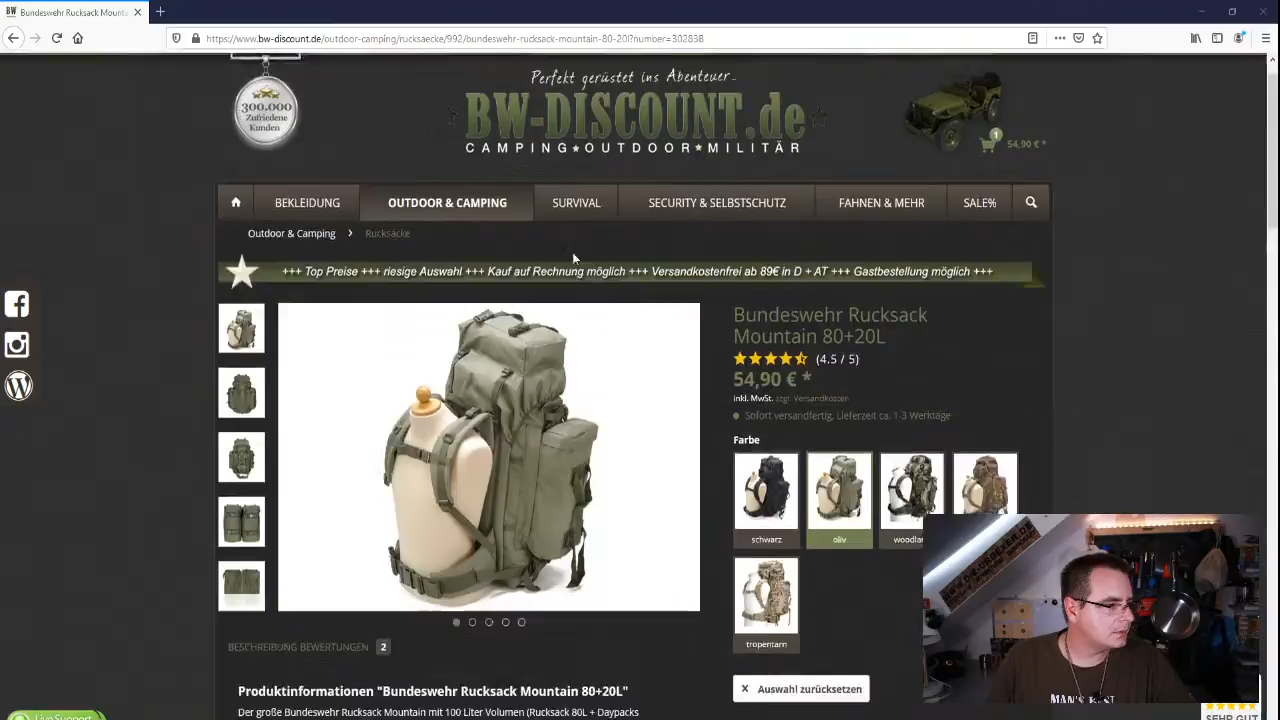 Bundeswehr Rucksack Mounta
https://www.bw-discount.de/outdoor-camping/rucksaecke/992/bundeswehr-rucksack-mountain-80-20l?number=30283B
300.000
Zufriedene
Kunden
Perfekt gerüstet ins Abenteuer...
BW-DISCOUNT.de
CAMPING★OUTDOOR★MILITÄR
1
54,90 € *
BEKLEIDUNG
OUTDOOR & CAMPING
SURVIVAL
SECURITY & SELBSTSCHUTZ
FAHNEN & MEHR
SALE%
Outdoor & Camping
Rucksäcke
+++ Top Preise +++ riesige Auswahl +++ Kauf auf Rechnung möglich +++ Versandkostenfrei ab 89€ in D + AT +++ Gastbestellung möglich +++
Bundeswehr Rucksack
Mountain 80+20L
(4.5 / 5)
54,90 € *
inkl. MwSt. zzgl. Versandkosten
Sofort versandfertig, Lieferzeit ca. 1-3 Werktage
Farbe
schwarz
oliv
woodlan
tropentarn
Auswahl zurücksetzen
BESCHREIBUNG BEWERTUNGEN 2
Produktinformationen "Bundeswehr Rucksack Mountain 80+20L"
Der große Bundeswehr Rucksack Mountain mit 100 Liter Volumen (Rucksack 80L + Daypacks
Live Support
SEHR GUT